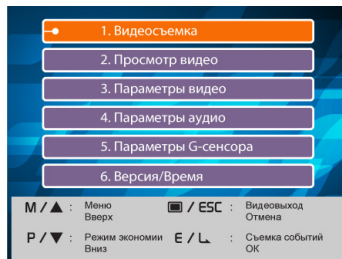 1. Видеосъемка
2. Просмотр видео
3. Параметры видео
4. Параметры аудио
5. Параметры G-сенсора
6. Версия/Время
M/▲ : Меню
Вверх
/ ESC : Видеовыход
Отмена
P/▼ : Режим экономии
Вниз
E / : Съемка событий
ОК